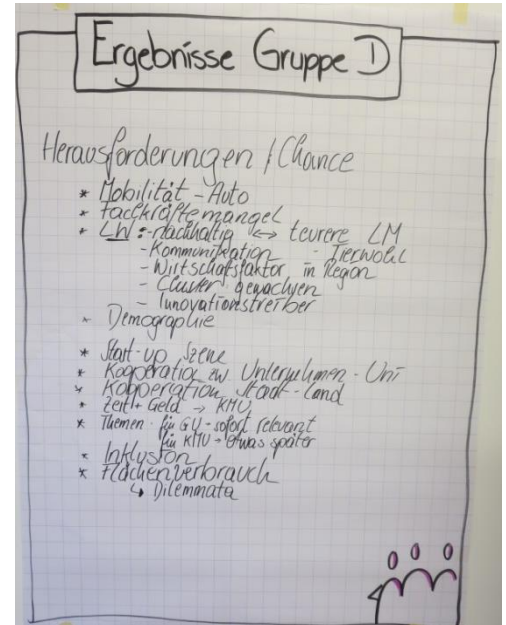 Ergebnisse Gruppe D
Herausforderungen / Chance
* Mobilität - Auto
* Fachkräftemangel
* LW: - nachhaltig ↔ teurere LM
- Kommunikation - Tierwohl
- Wirtschaftsfaktor in Region
- Cluster gewachsen
- Innovationstreiber
* Demographie
* Start-up Szene
* Kooperation zw Unternehmen - Uni
* Kooperation Stadt-Land
* Zeit + Geld → KMU
* Themen · für GU - sofort relevant
für KMU → etwas später
* Inklusion
* Flächenverbrauch
↳ Dilemmata